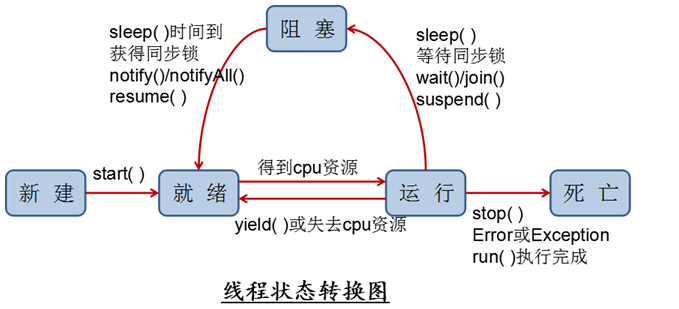 阻 塞
sleep( )时间到
获得同步锁
notify()/notifyAll()
resume( )
sleep( )
等待同步锁
wait()/join()
suspend( )
新 建
start( )
就 绪
得到cpu资源
yield( )或失去cpu资源
运 行
死 亡
stop( )
Error或Exception
run( )执行完成
线程状态转换图